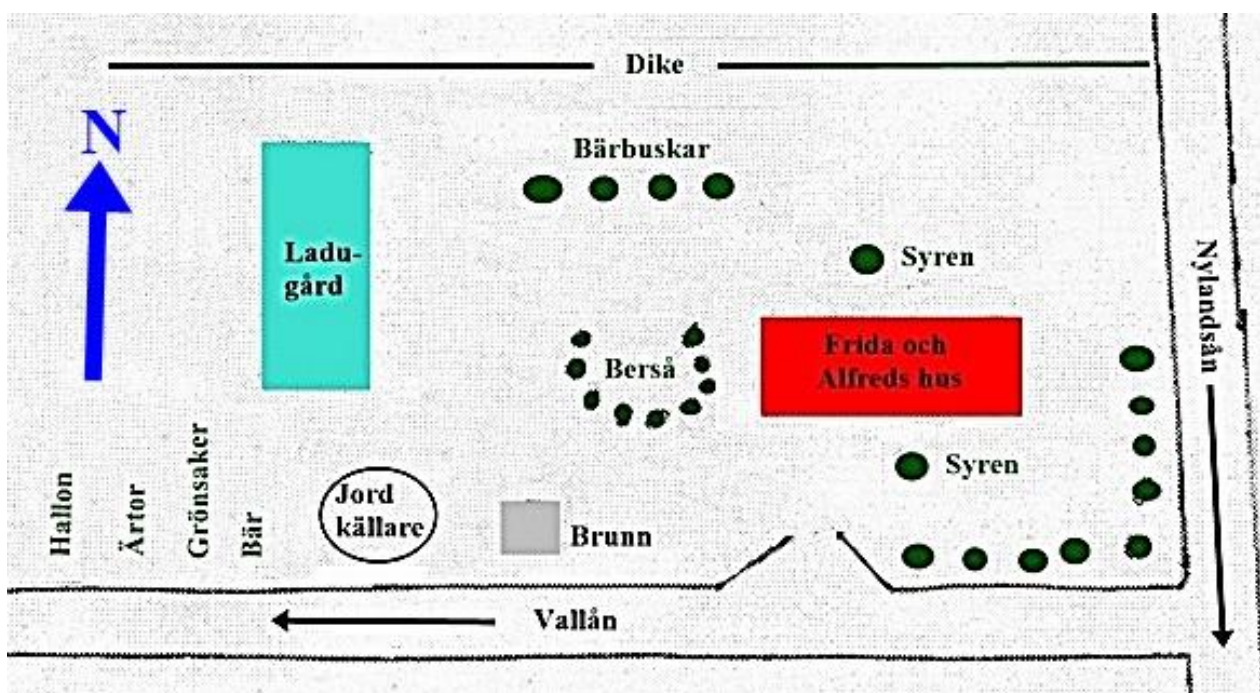 Dike
N
Bärbuskar
Ladu-
gård
Syren
Nylandsån
Frida och
Alfreds hus
Berså
Syren
Hallon
Ärtor
Grönsaker
Bär
Jord
källare
Brunn
Vallån